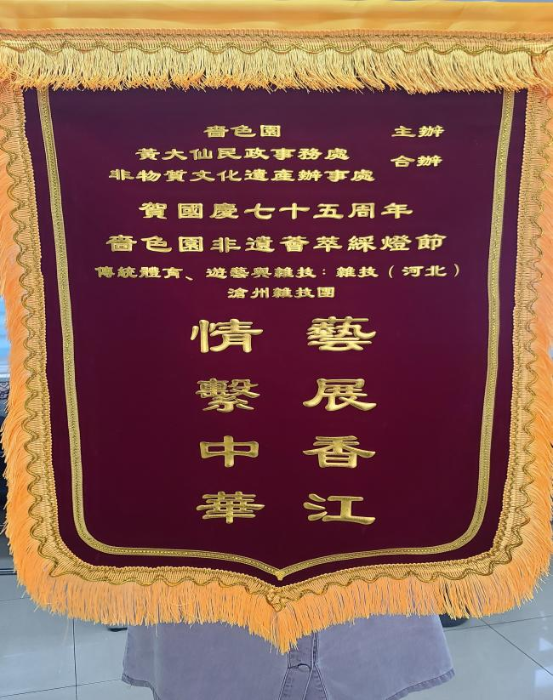 嗇色園 主辦
黃大仙民政事務處
非物質文化遺產辦事處 合辦
賀國慶七十五周年
嗇色園非遺薈萃綵燈節
傳統體育、遊藝與雜技：雜技（河北）
滄州雜技團
藝展香江
情繫中華